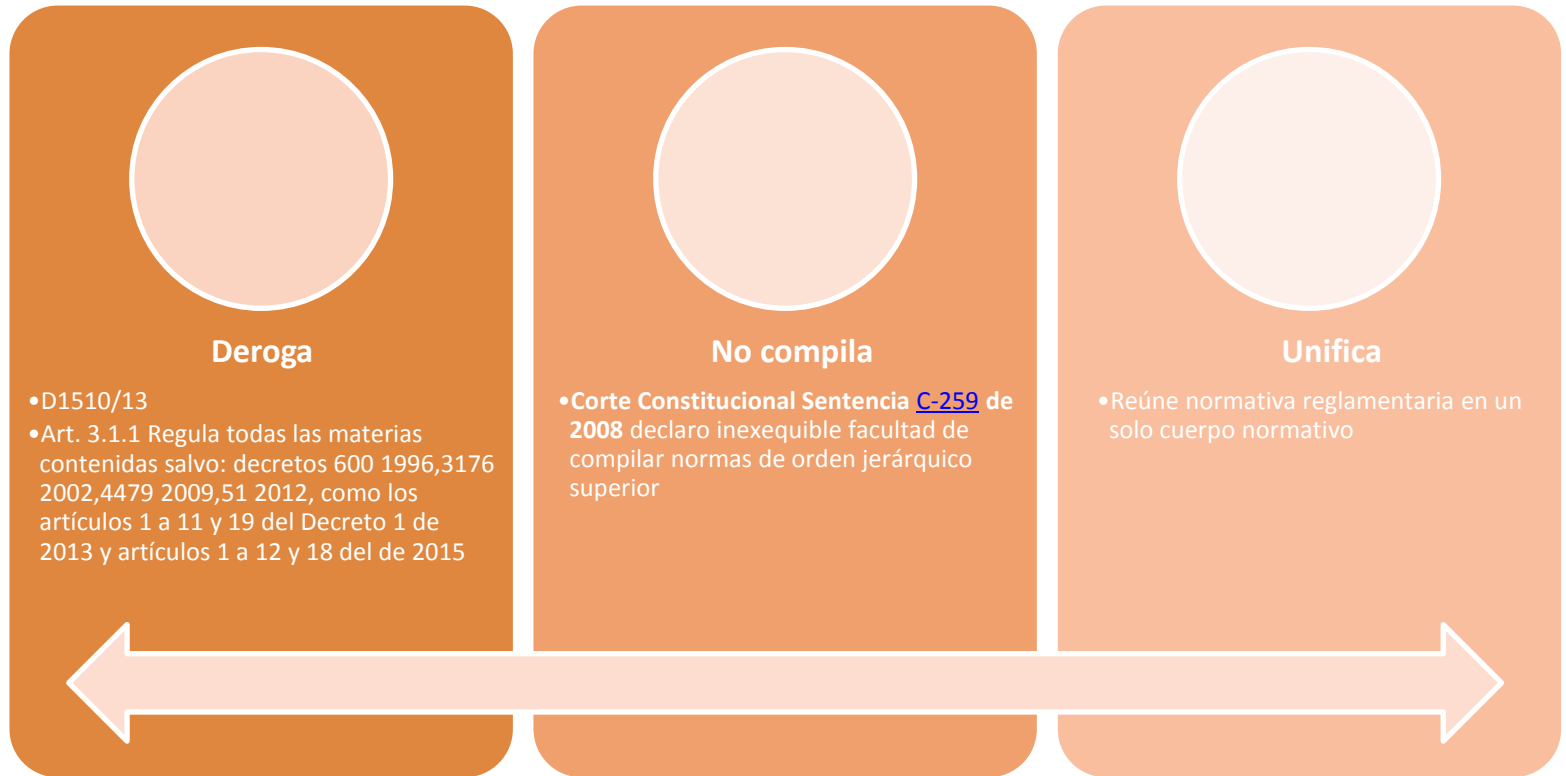 Deroga
•D1510/13
•Art. 3.1.1 Regula todas las materias
contenidas salvo: decretos 600 1996,3176
2002,4479 2009,51 2012, como los
artículos 1 a 11 y 19 del Decreto 1 de
2013 y artículos 1 a 12 y 18 del de 2015
No compila
•Corte Constitucional Sentencia C-259 de
2008 declaro inexequible facultad de
compilar normas de orden jerárquico
superior
Unifica
•Reúne normativa reglamentaria en un
solo cuerpo normativo